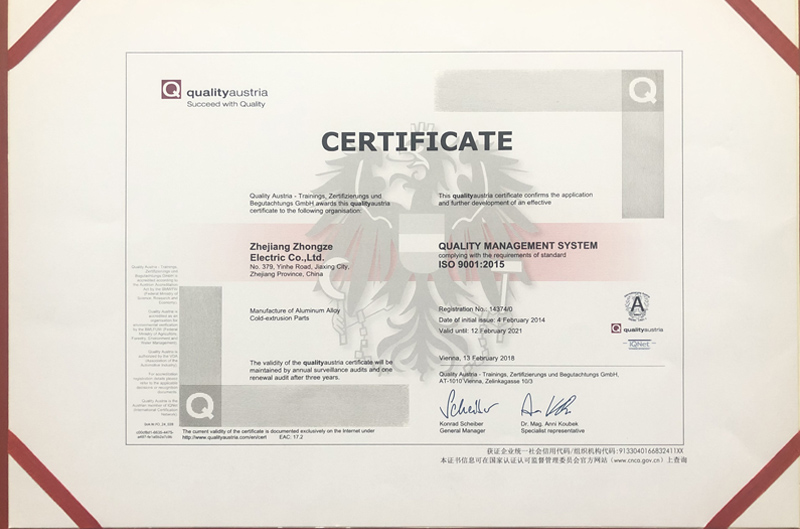 Q qualityaustria
Succeed with Quality
Q
CERTIFICATE
Quality Austria - Trainings, Zertifizierungs und
Begutachtungs GmbH awards this qualityaustria
certificate to the following organisation:
This qualityaustria certificate confirms the application
and further development of an effective
Zhejiang Zhongze
Electric Co.,Ltd.
No. 379, Yinhe Road, Jiaxing City,
Zhejiang Province, China
QUALITY MANAGEMENT SYSTEM
complying with the requirements of standard
ISO 9001:2015
Manufacture of Aluminum Alloy
Cold-extrusion Parts
Registration No.: 14374/0
Date of initial issue: 4 February 2014
Valid until: 12 February 2021
A
Q qualityaustria
IQNet
Vienna, 13 February 2018
The validity of the qualityaustria certificate will be
maintained by annual surveillance audits and one
renewal audit after three years.
Quality Austria - Trainings, Zertifizierungs und Begutachtungs GmbH,
AT-1010 Vienna, Zelinkagasse 10/3
Q
Konrad Scheiber
General Manager
Dr. Mag. Anni Koubek
Specialist representative
The current validity of the certificate is documented exclusively on the Internet under
http://www.qualityaustria.com/en/cert EAC: 17.2
获证企业统一社会信用代码/组织机构代码:9133040166832411XX
本证书信息可在国家认证认可监督管理委员会官方网站(www.cnca.gov.cn)上查询